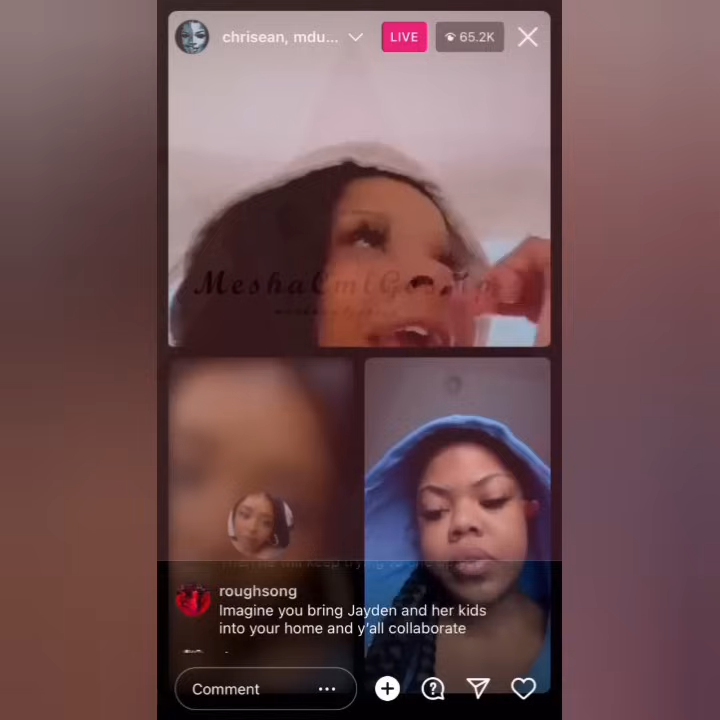 chrisean, mdu...
LIVE
65.2K
roughsong
Imagine you bring Jayden and her kids
into your home and y'all collaborate
Comment